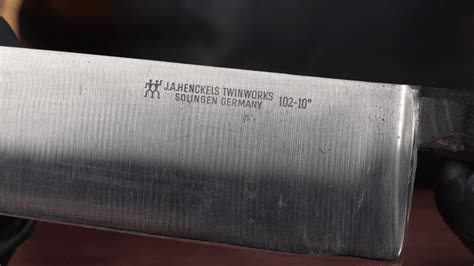 J.A.HENCKELS TWINWORKS
SOLINGEN GERMANY 102-10"